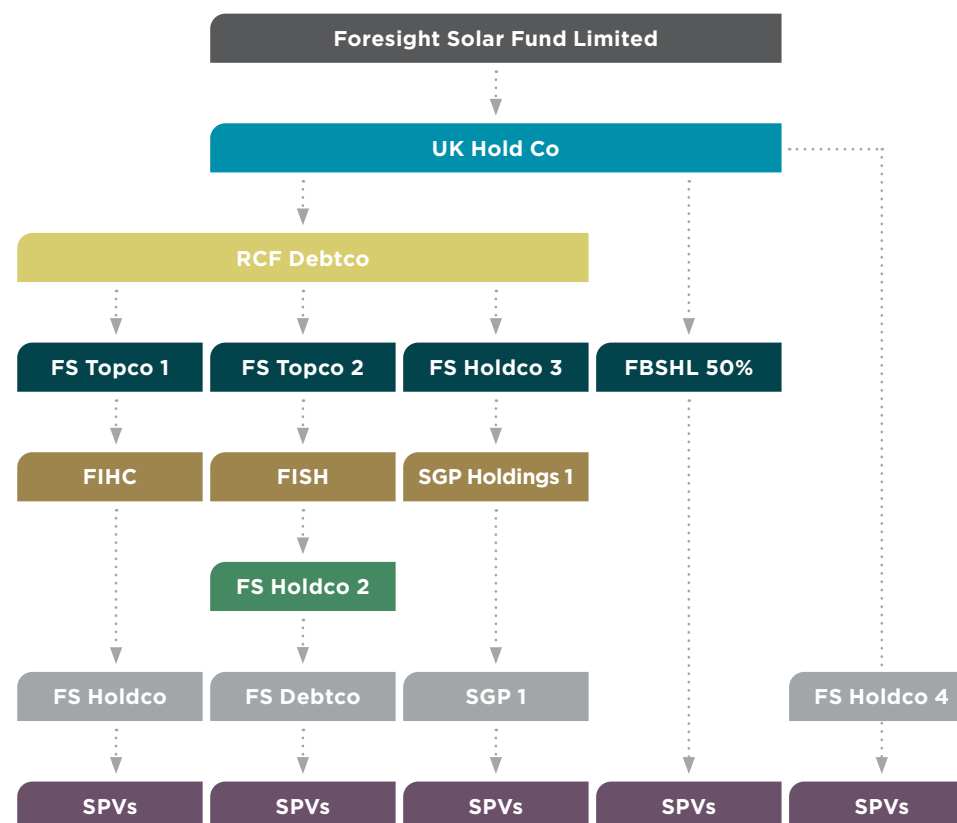 Foresight Solar Fund Limited
UK Hold Co
RCF Debtco
FS Topco 1
FS Topco 2
FS Holdco 3
FBSHL 50%
FIHC
FISH
SGP Holdings 1
FS Holdco 2
FS Holdco
FS Debtco
SGP 1
FS Holdco 4
SPVs
SPVs
SPVs
SPVs
SPVs